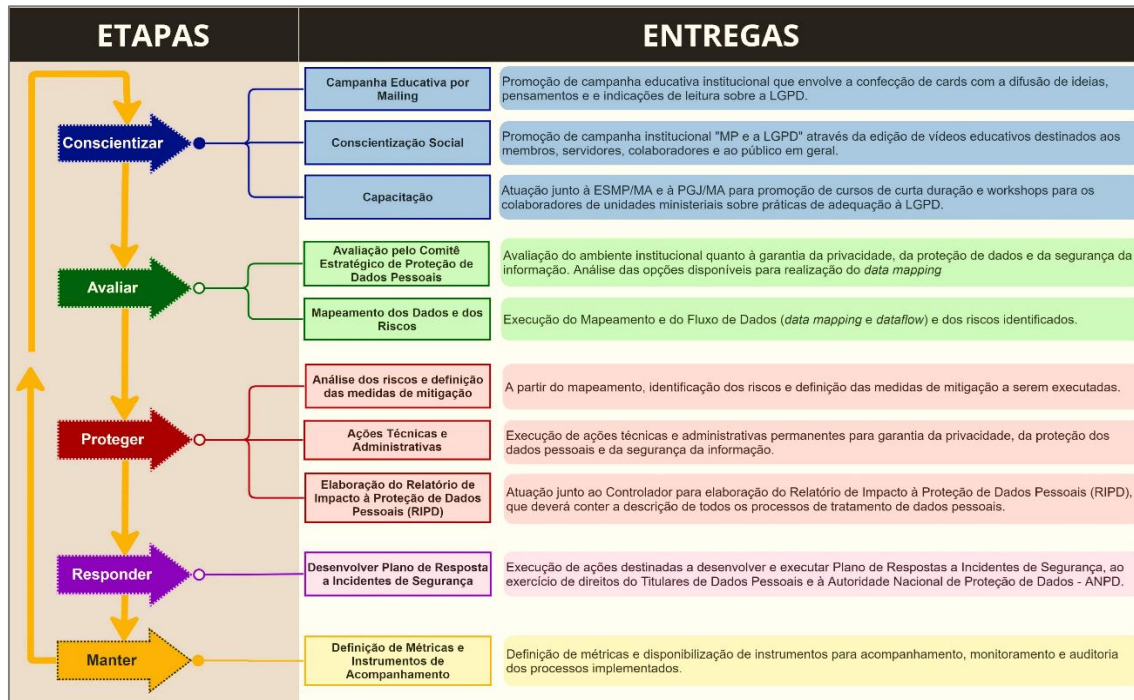 ETAPAS
ENTREGAS
Conscientizar
Campanha Educativa por
Mailing
Promoção de campanha educativa institucional que envolve a confecção de cards com a difusão de ideias,
pensamentos e e indicações de leitura sobre a LGPD.
Conscientização Social
Promoção de campanha institucional "MP e a LGPD" através da edição de vídeos educativos destinados aos
membros, servidores, colaboradores e ao público em geral.
Capacitação
Atuação junto à ESMP/MA e à PGJ/MA para promoção de cursos de curta duração e workshops para os
colaboradores de unidades ministeriais sobre práticas de adequação à LGPD.
Avaliar
Avaliação pelo Comitê
Estratégico de Proteção de
Dados Pessoais
Avaliação do ambiente institucional quanto à garantia da privacidade, da proteção de dados e da segurança da
informação. Análise das opções disponíveis para realização do data mapping
Mapeamento dos Dados e dos
Riscos
Execução do Mapeamento e do Fluxo de Dados (data mapping e dataflow) e dos riscos identificados.
Proteger
Análise dos riscos e definição
das medidas de mitigação
A partir do mapeamento, identificação dos riscos e definição das medidas de mitigação a serem executadas.
Ações Técnicas e
Administrativas
Execução de ações técnicas e administrativas permanentes para garantia da privacidade, da proteção dos
dados pessoais e da segurança da informação.
Elaboração do Relatório de
Impacto à Proteção de Dados
Pessoais (RIPD)
Atuação junto ao Controlador para elaboração do Relatório de Impacto à Proteção de Dados Pessoais (RIPD),
que deverá conter a descrição de todos os processos de tratamento de dados pessoais.
Responder
Desenvolver Plano de Resposta
a Incidentes de Segurança
Execução de ações destinadas a desenvolver e executar Plano de Respostas a Incidentes de Segurança, ao
exercício de direitos do Titulares de Dados Pessoais e à Autoridade Nacional de Proteção de Dados - ANPD.
Manter
Definição de Métricas e
Instrumentos de
Acompanhamento
Definição de métricas e disponibilização de instrumentos para acompanhamento, monitoramento e auditoria
dos processos implementados.